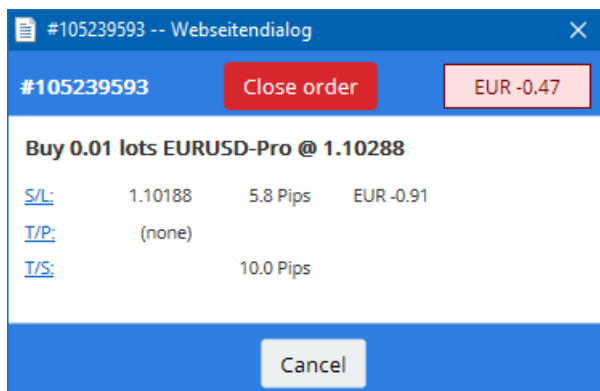 #105239593 -- Webseitendialog
#105239593 Close order EUR -0.47
Buy 0.01 lots EURUSD-Pro @ 1.10288
S/L: 1.10188 5.8 Pips EUR -0.91
T/P: (none)
T/S: 10.0 Pips
Cancel